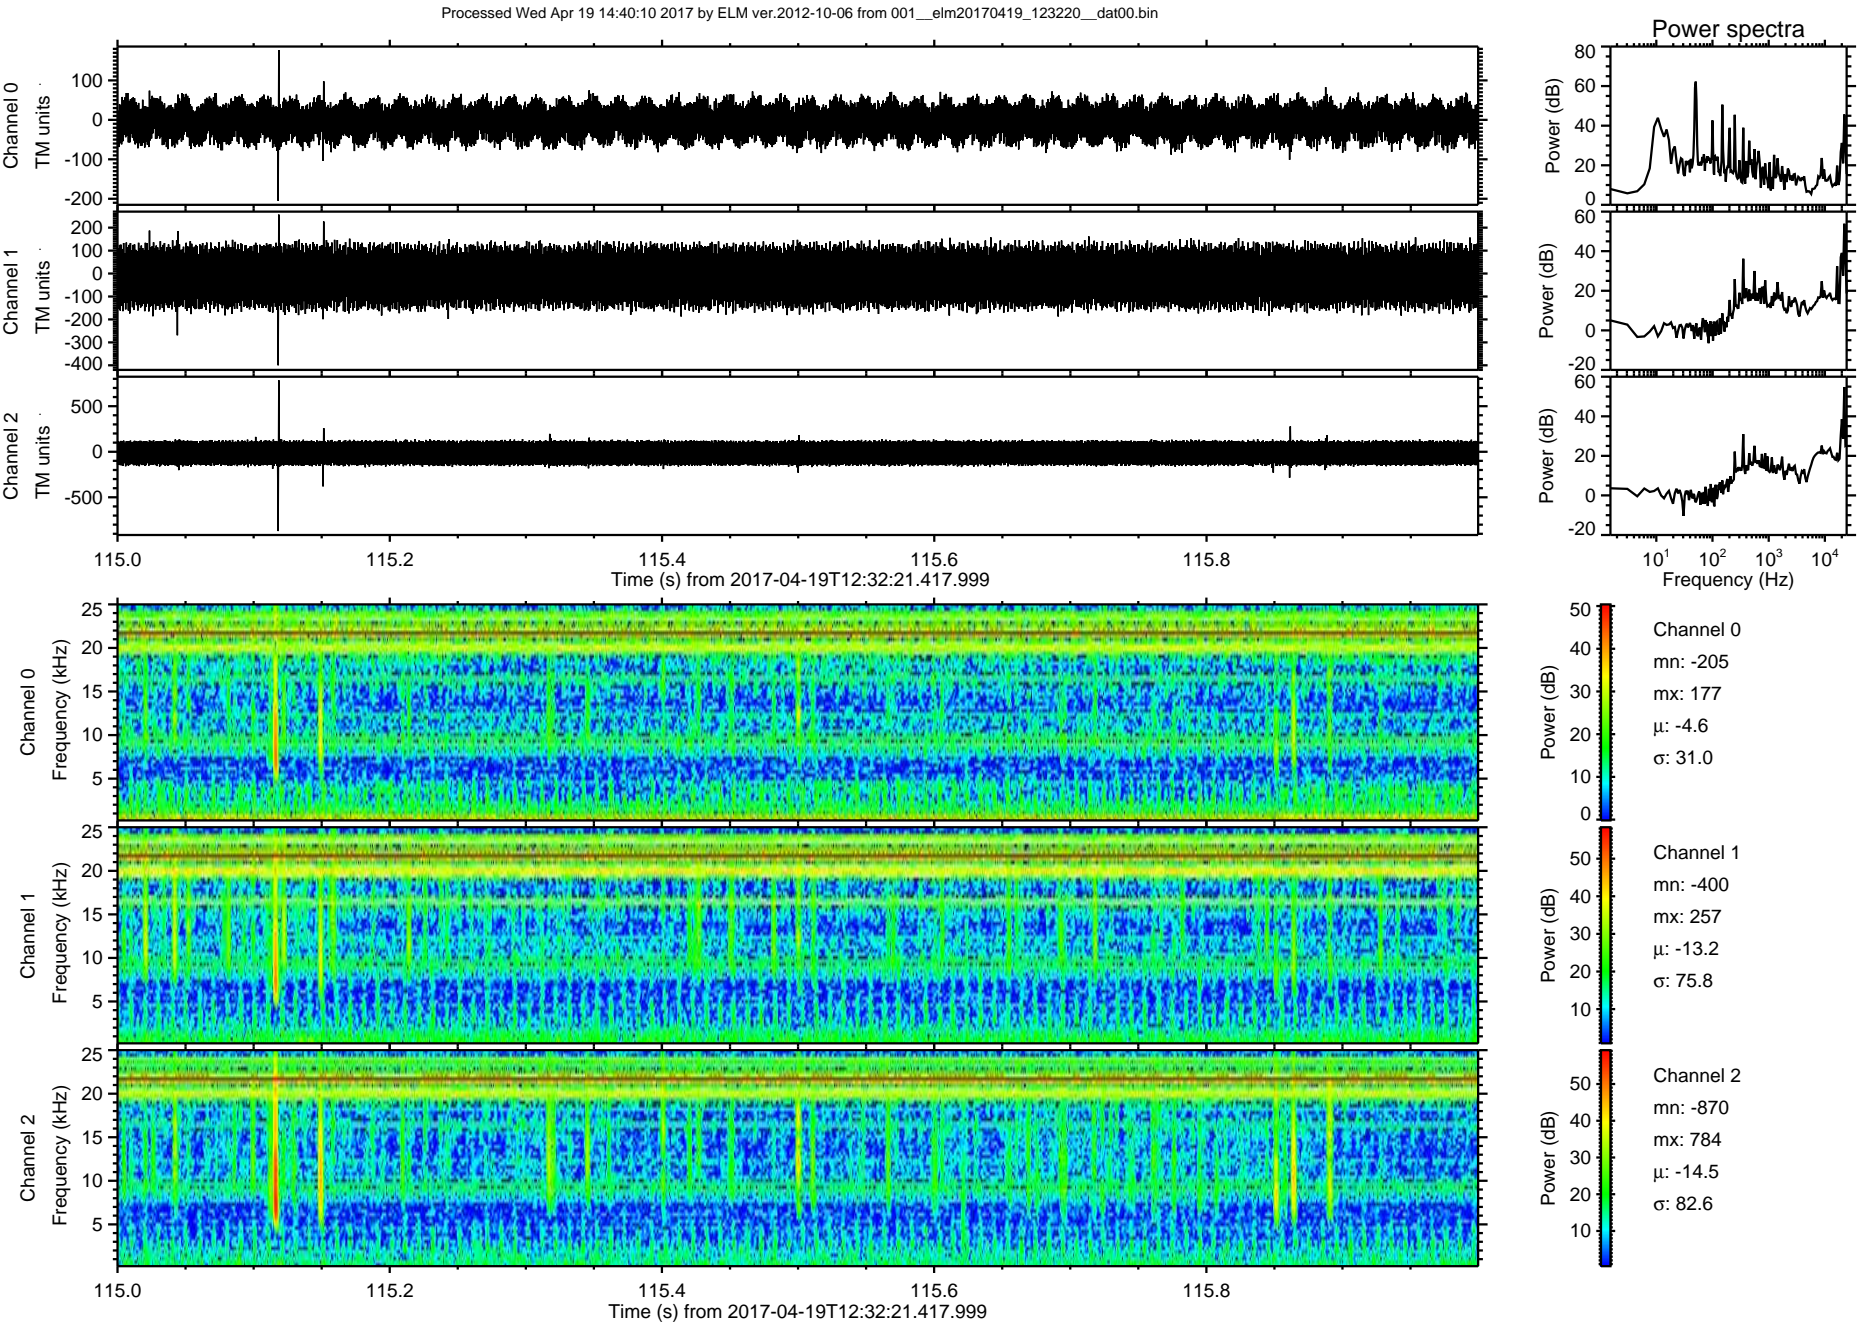 Processed Wed Apr 19 14:40:10 2017 by ELM ver.2012-10-06 from 001__elm20170419_123220__dat00.bin
Power spectra
Channel 0
TM units
100
0
-100
-200
Power (dB)
80
60
40
20
0
Channel 1
TM units
200
100
0
-100
-200
-300
-400
Power (dB)
60
40
20
0
-20
Channel 2
TM units
500
0
-500
Power (dB)
60
40
20
0
-20
115.0 115.2 115.4 115.6 115.8
Time (s) from 2017-04-19T12:32:21.417.999
10¹ 10² 10³ 10⁴
Frequency (Hz)
Channel 0
Frequency (kHz)
25
20
15
10
5
Power (dB)
50
40
30
20
10
0
Channel 0
mn: -205
mx: 177
μ: -4.6
σ: 31.0
Channel 1
Frequency (kHz)
25
20
15
10
5
Power (dB)
50
40
30
20
10
Channel 1
mn: -400
mx: 257
μ: -13.2
σ: 75.8
Channel 2
Frequency (kHz)
25
20
15
10
5
Power (dB)
50
40
30
20
10
Channel 2
mn: -870
mx: 784
μ: -14.5
σ: 82.6
115.0 115.2 115.4 115.6 115.8
Time (s) from 2017-04-19T12:32:21.417.999